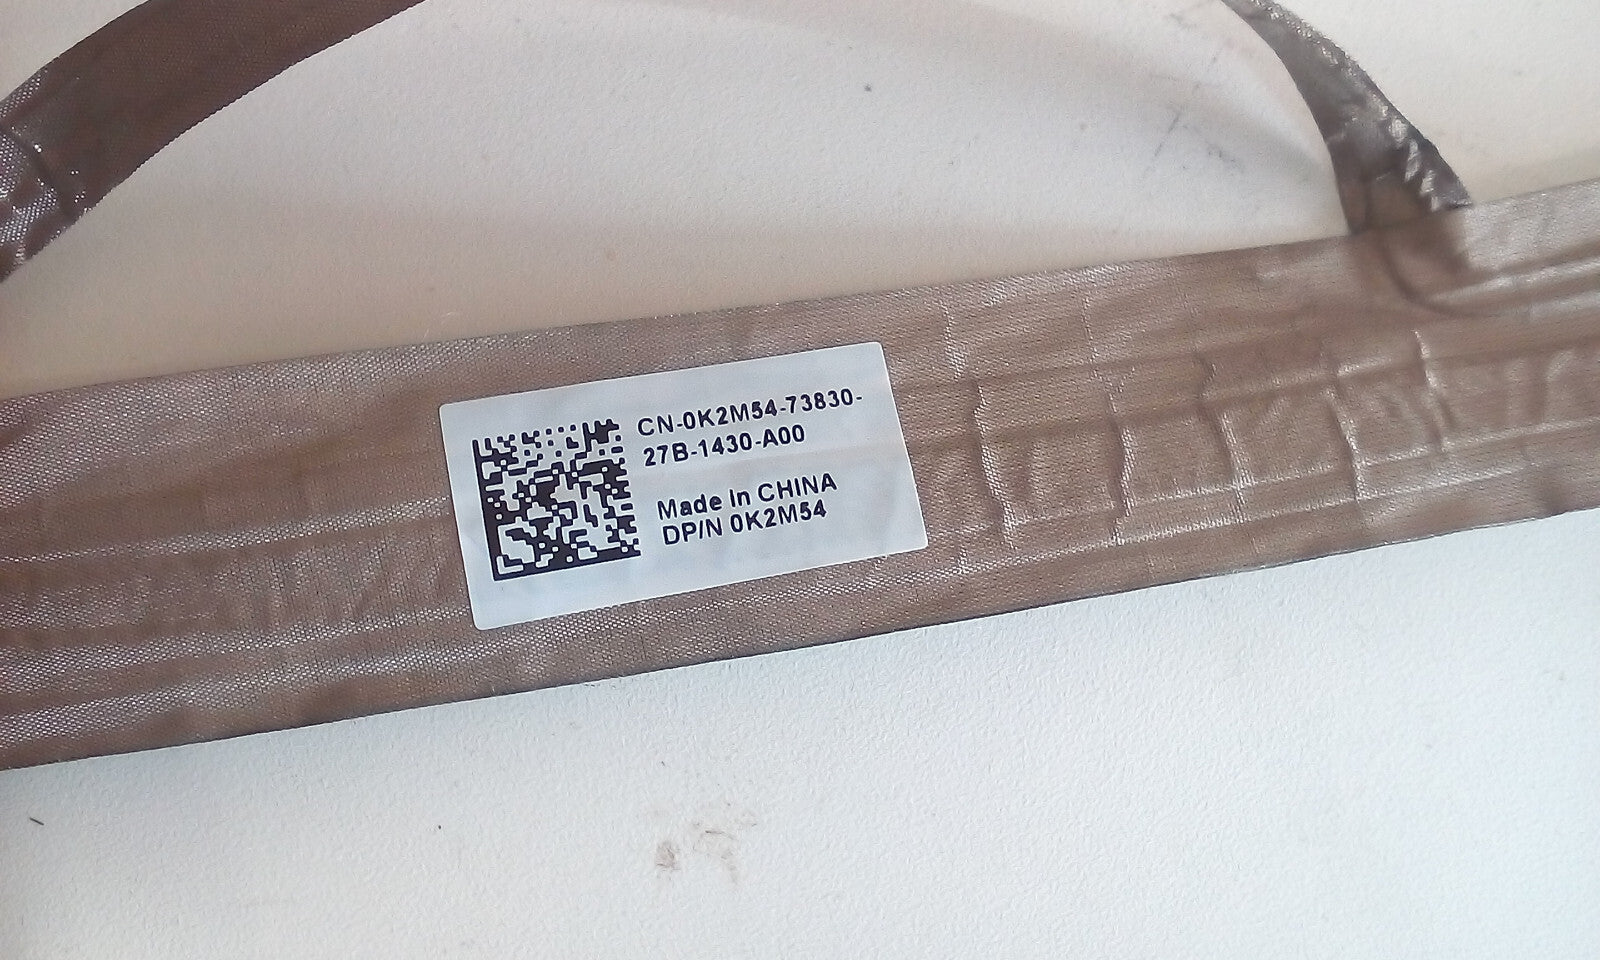 CN-0K2M54-73830-
27B-1430-A00
Made in CHINA
DP/N 0K2M54